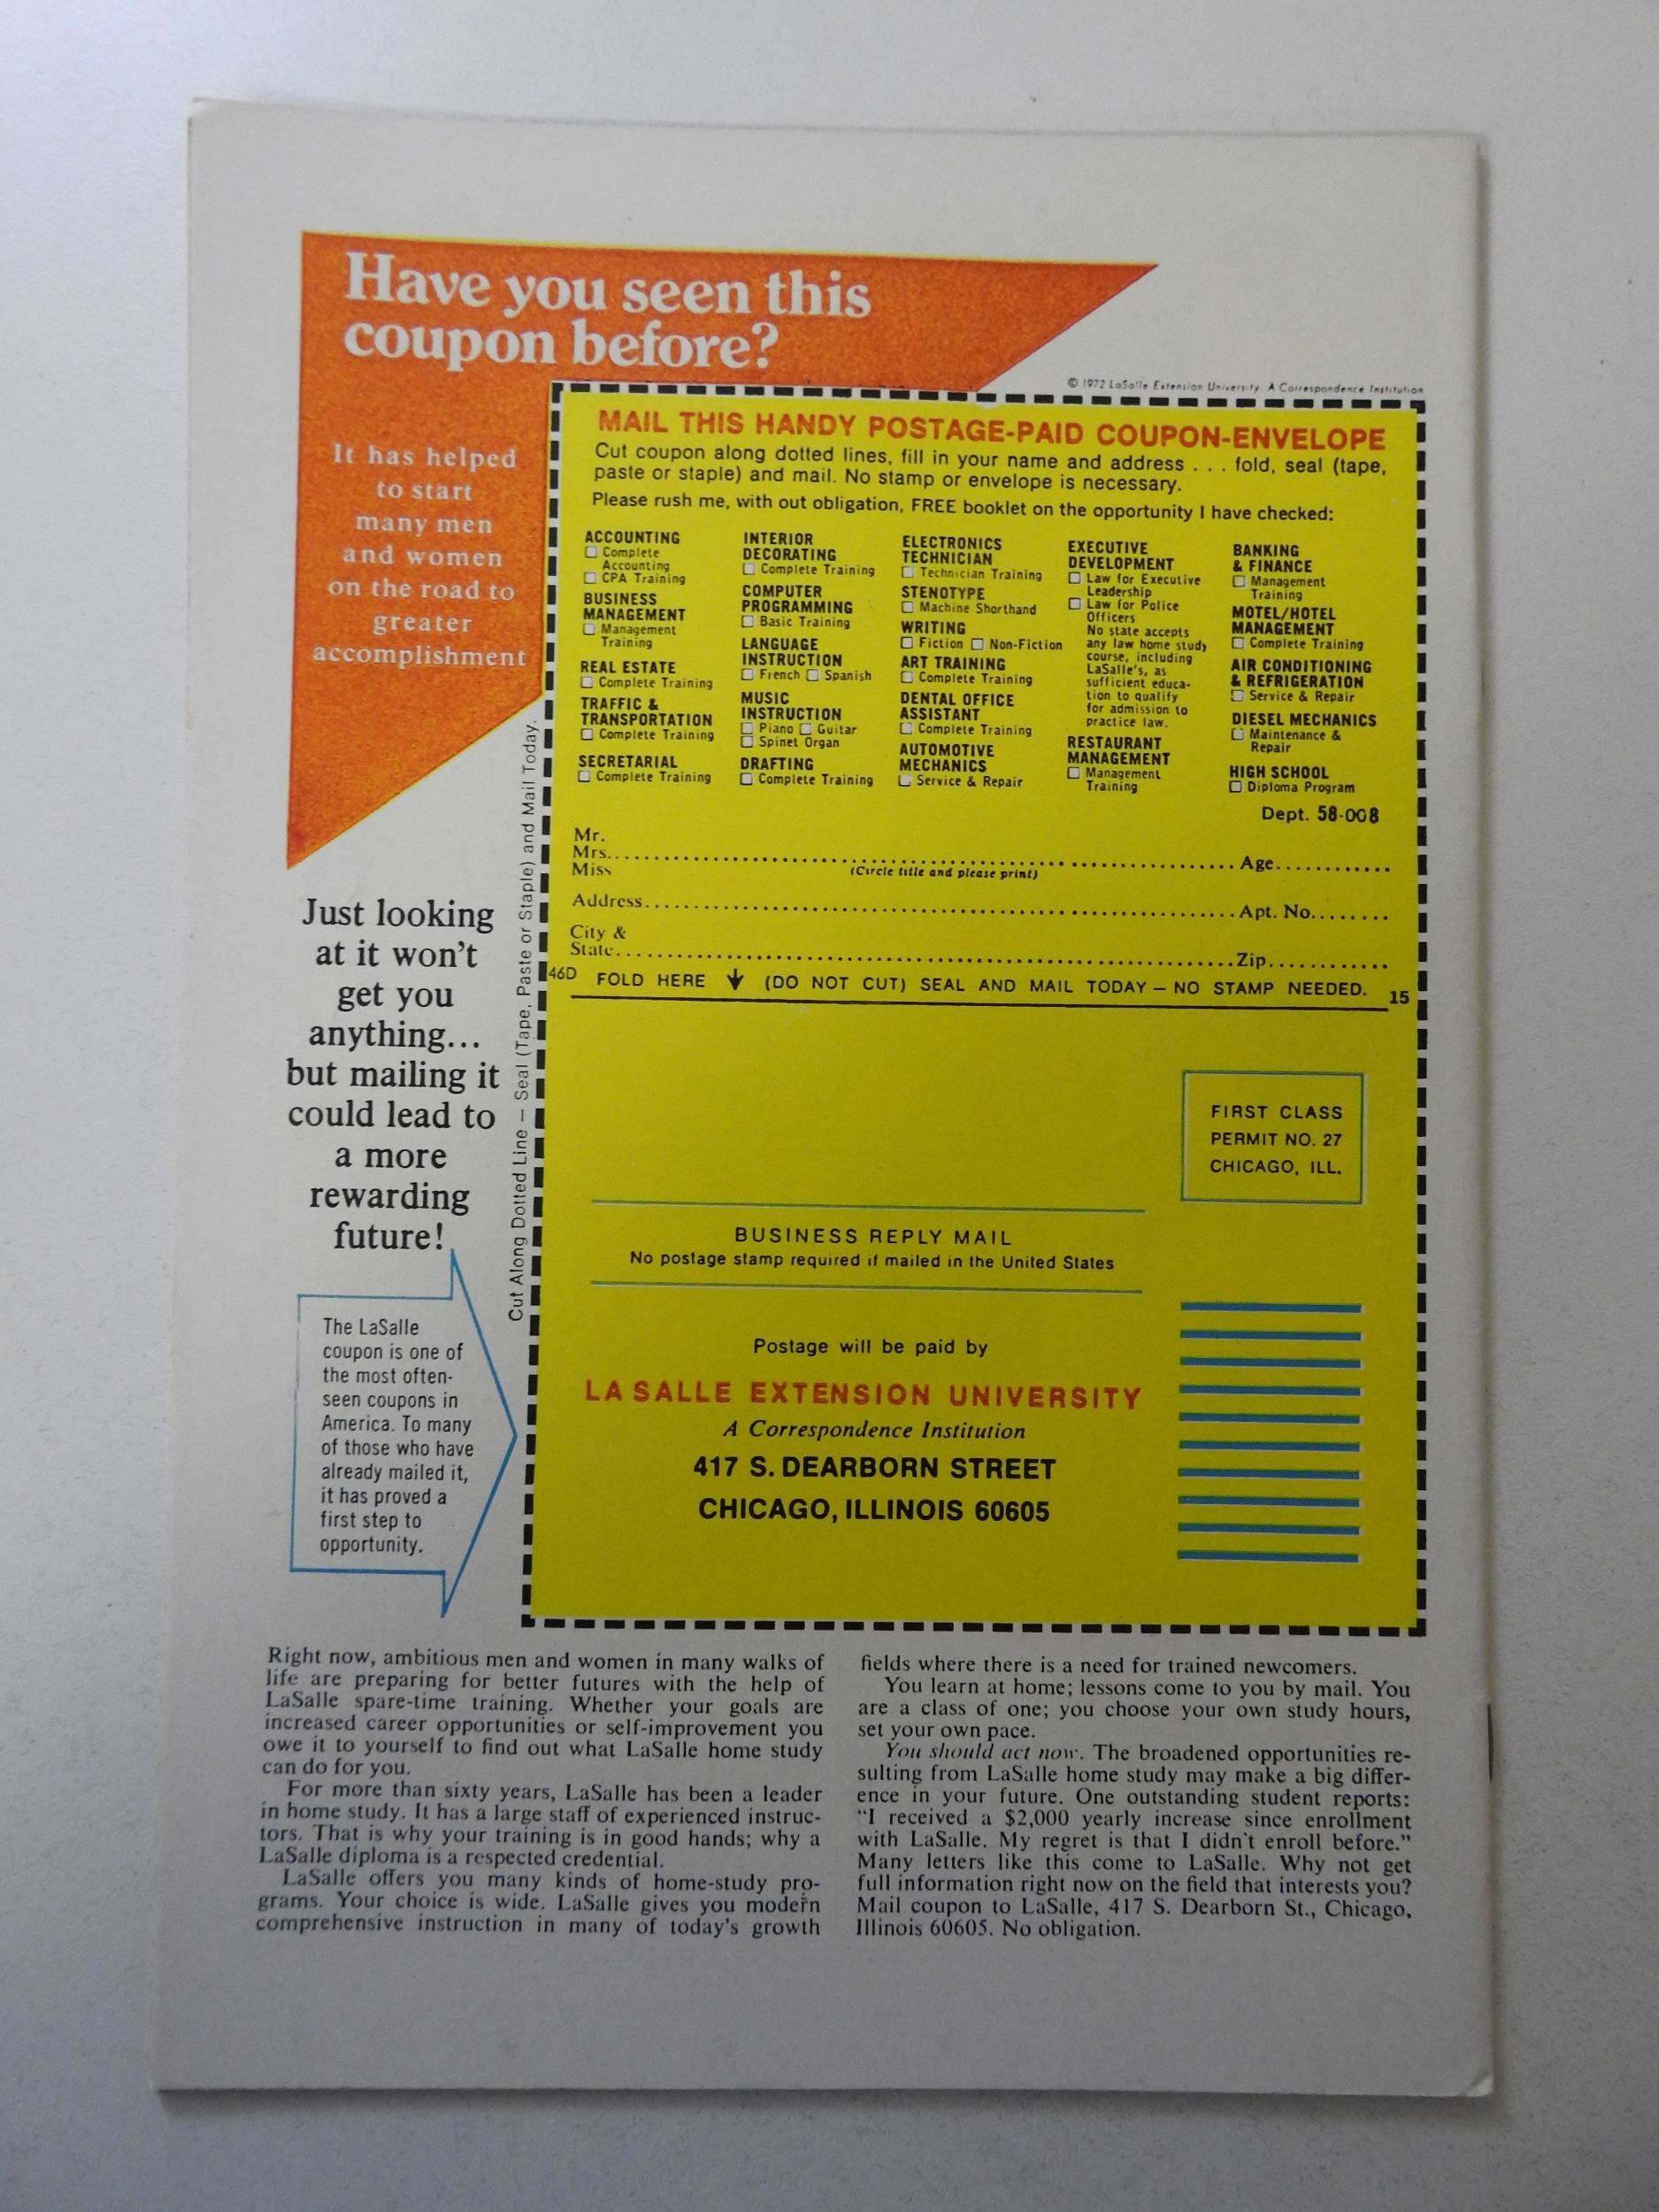 Have you seen this
coupon before?
It has helped
to start
many men
and women
on the road to
greater
accomplishment
© 1972 LaSalle Extension University. A Correspondence Institution
MAIL THIS HANDY POSTAGE-PAID COUPON-ENVELOPE
Cut coupon along dotted lines, fill in your name and address . . . fold, seal (tape,
paste or staple) and mail. No stamp or envelope is necessary.
Please rush me, with out obligation, FREE booklet on the opportunity I have checked:
ACCOUNTING
☐ Complete
Accounting
☐ CPA Training
BUSINESS
MANAGEMENT
☐ Management
Training
REAL ESTATE
☐ Complete Training
TRAFFIC &
TRANSPORTATION
☐ Complete Training
SECRETARIAL
☐ Complete Training
INTERIOR
DECORATING
☐ Complete Training
COMPUTER
PROGRAMMING
☐ Basic Training
LANGUAGE
INSTRUCTION
☐ French ☐ Spanish
MUSIC
INSTRUCTION
☐ Piano ☐ Guitar
☐ Spinet Organ
DRAFTING
☐ Complete Training
ELECTRONICS
TECHNICIAN
☐ Technician Training
STENOTYPE
☐ Machine Shorthand
WRITING
☐ Fiction ☐ Non-Fiction
ART TRAINING
☐ Complete Training
DENTAL OFFICE
ASSISTANT
☐ Complete Training
AUTOMOTIVE
MECHANICS
☐ Service & Repair
EXECUTIVE
DEVELOPMENT
☐ Law for Executive
Leadership
☐ Law for Police
Officers
No state accepts
any law home study
course, including
LaSalle's, as
sufficient educa-
tion to qualify
for admission to
practice law.
RESTAURANT
MANAGEMENT
☐ Management
Training
BANKING
& FINANCE
☐ Management
Training
MOTEL/HOTEL
MANAGEMENT
☐ Complete Training
AIR CONDITIONING
& REFRIGERATION
☐ Service & Repair
DIESEL MECHANICS
☐ Maintenance &
Repair
HIGH SCHOOL
☐ Diploma Program
Dept. 58-008
Mr.
Mrs. Age
Miss (Circle title and please print)
Address Apt. No.
City &
State Zip
46D FOLD HERE ↓ (DO NOT CUT) SEAL AND MAIL TODAY — NO STAMP NEEDED. 15
Cut Along Dotted Line — Seal (Tape, Paste or Staple) and Mail Today.
Just looking
at it won't
get you
anything...
but mailing it
could lead to
a more
rewarding
future!
The LaSalle
coupon is one of
the most often-
seen coupons in
America. To many
of those who have
already mailed it,
it has proved a
first step to
opportunity.
FIRST CLASS
PERMIT NO. 27
CHICAGO, ILL.
BUSINESS REPLY MAIL
No postage stamp required if mailed in the United States
Postage will be paid by
LA SALLE EXTENSION UNIVERSITY
A Correspondence Institution
417 S. DEARBORN STREET
CHICAGO, ILLINOIS 60605
Right now, ambitious men and women in many walks of
life are preparing for better futures with the help of
LaSalle spare-time training. Whether your goals are
increased career opportunities or self-improvement you
owe it to yourself to find out what LaSalle home study
can do for you.
For more than sixty years, LaSalle has been a leader
in home study. It has a large staff of experienced instruc-
tors. That is why your training is in good hands; why a
LaSalle diploma is a respected credential.
LaSalle offers you many kinds of home-study pro-
grams. Your choice is wide. LaSalle gives you modern
comprehensive instruction in many of today's growth
fields where there is a need for trained newcomers.
You learn at home; lessons come to you by mail. You
are a class of one; you choose your own study hours,
set your own pace.
You should act now. The broadened opportunities re-
sulting from LaSalle home study may make a big differ-
ence in your future. One outstanding student reports:
“I received a $2,000 yearly increase since enrollment
with LaSalle. My regret is that I didn't enroll before.”
Many letters like this come to LaSalle. Why not get
full information right now on the field that interests you?
Mail coupon to LaSalle, 417 S. Dearborn St., Chicago,
Illinois 60605. No obligation.